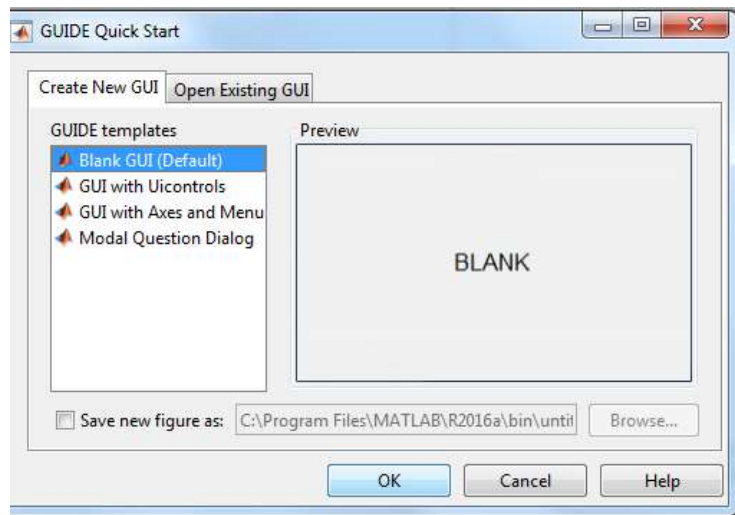 GUIDE Quick Start
Create New GUI
Open Existing GUI
GUIDE templates
Preview
Blank GUI (Default)
GUI with Uicontrols
GUI with Axes and Menu
Modal Question Dialog
BLANK
Save new figure as:
C:\Program Files\MATLAB\R2016a\bin\untit
Browse...
OK
Cancel
Help